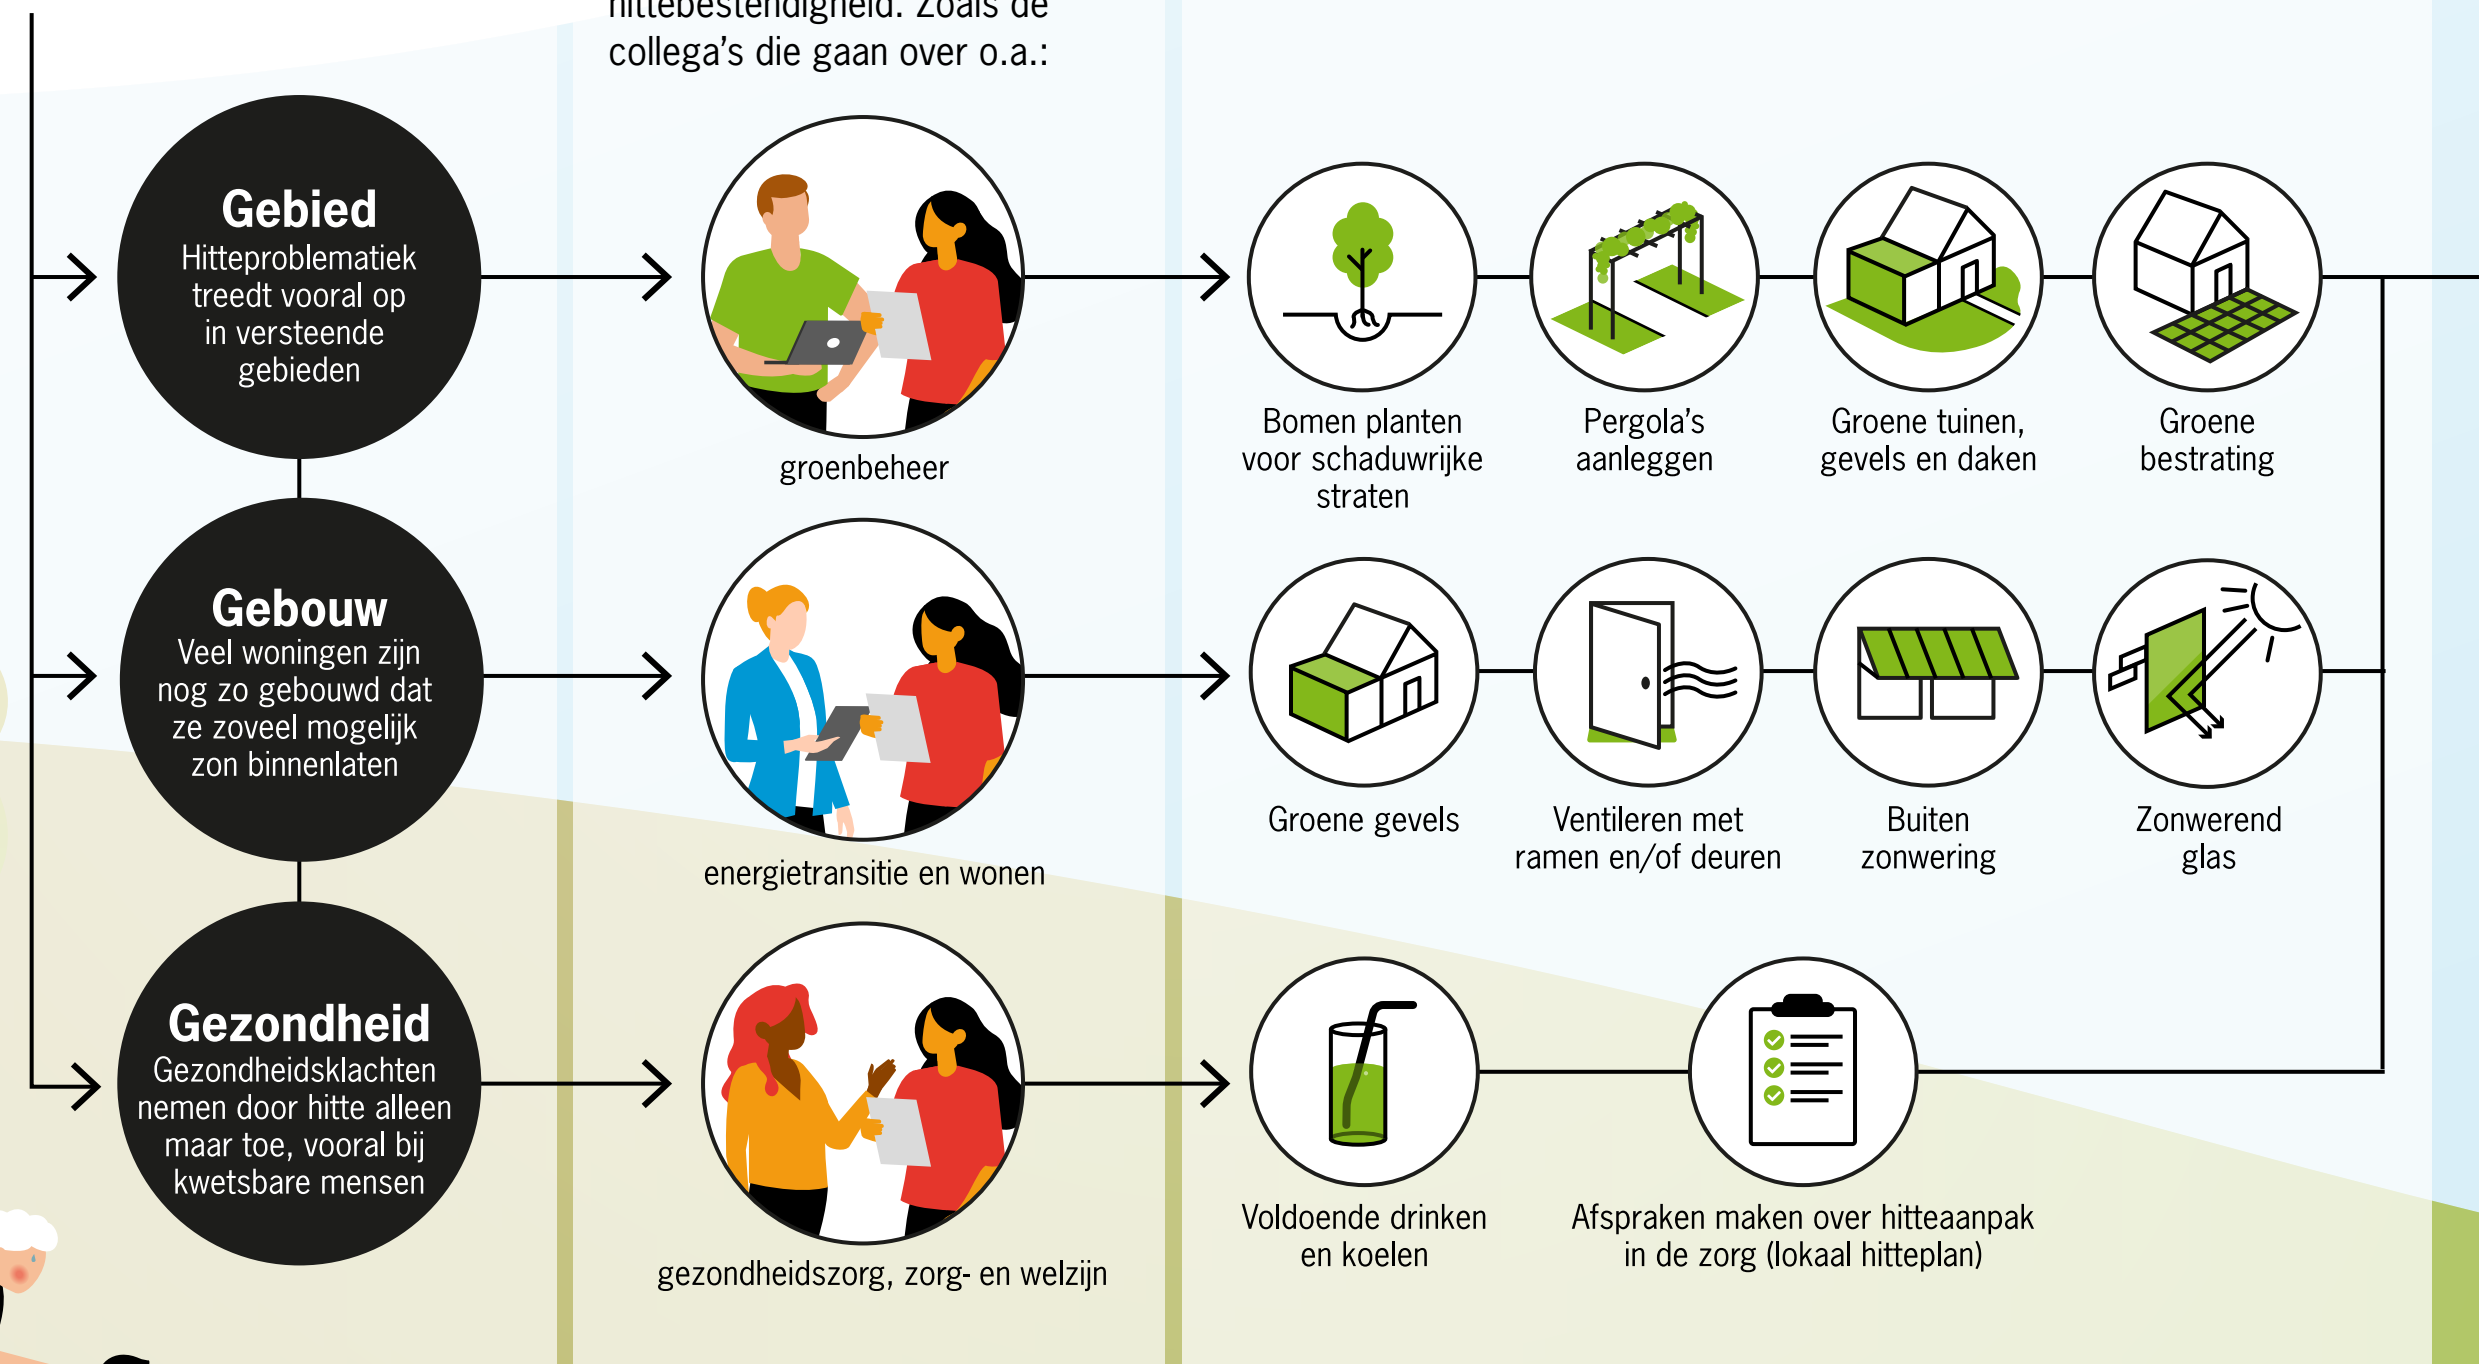 hittebestendigheid. Zoals de
collega's die gaan over o.a.:
Gebied
Hitteproblematiek
treedt vooral op
in versteende
gebieden
groenbeheer
Bomen planten
voor schaduwrijke
straten
Pergola's
aanleggen
Groene tuinen,
gevels en daken
Groene
bestrating
Gebouw
Veel woningen zijn
nog zo gebouwd dat
ze zoveel mogelijk
zon binnenlaten
energietransitie en wonen
Groene gevels
Ventileren met
ramen en/of deuren
Buiten
zonwering
Zonwerend
glas
Gezondheid
Gezondheidsklachten
nemen door hitte alleen
maar toe, vooral bij
kwetsbare mensen
gezondheidszorg, zorg- en welzijn
Voldoende drinken
en koelen
Afspraken maken over hitteaanpak
in de zorg (lokaal hitteplan)